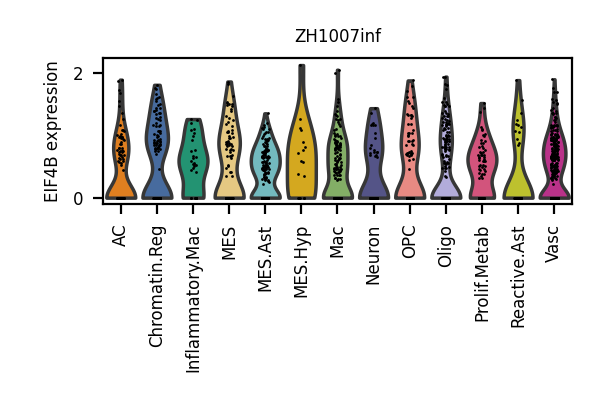 ZH1007inf
EIF4B expression
2
0
AC
Chromatin.Reg
Inflammatory.Mac
MES
MES.Ast
MES.Hyp
Mac
Neuron
OPC
Oligo
Prolif.Metab
Reactive.Ast
Vasc